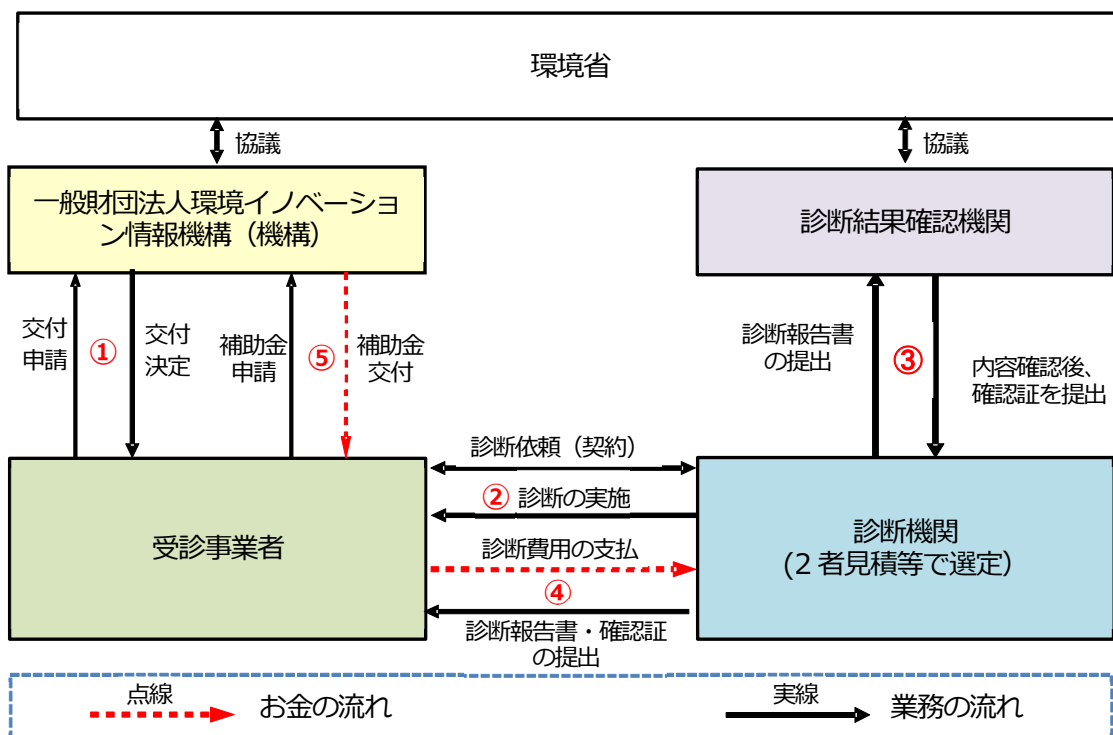 環境省
協議
協議
一般財団法人環境イノベーショ
ン情報機構（機構）
診断結果確認機関
交付
申請
①
交付
決定
補助金
申請
⑤
補助金
交付
診断報告書
の提出
③
内容確認後、
確認証を提出
受診事業者
診断依頼（契約）
② 診断の実施
診断費用の支払
④
診断報告書・確認証
の提出
診断機関
(2 者見積等で選定）
点線
お金の流れ
実線
業務の流れ